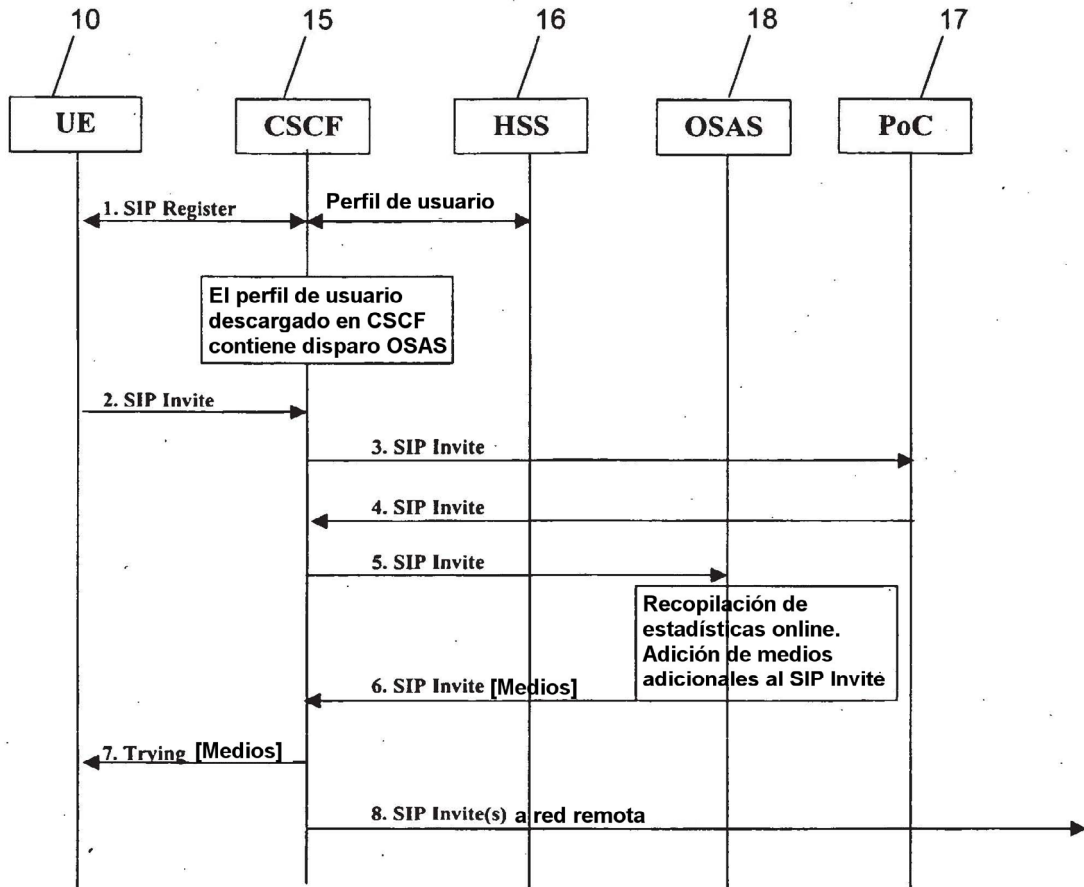 10 15 16 18 17
UE CSCF HSS OSAS PoC
1. SIP Register Perfil de usuario
El perfil de usuario
descargado en CSCF
contiene disparo OSAS
2. SIP Invite
3. SIP Invite
4. SIP Invite
5. SIP Invite
Recopilación de
estadísticas online.
Adición de medios
adicionales al SIP Invite
6. SIP Invite [Medios]
7. Trying [Medios]
8. SIP Invite(s) a red remota